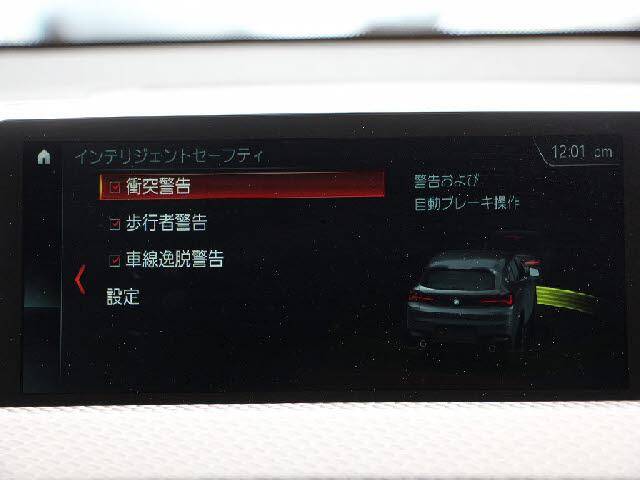 インテリジェントセーフティ
12:01 pm
衝突警告
歩行者警告
車線逸脱警告
設定
警告および
自動ブレーキ操作